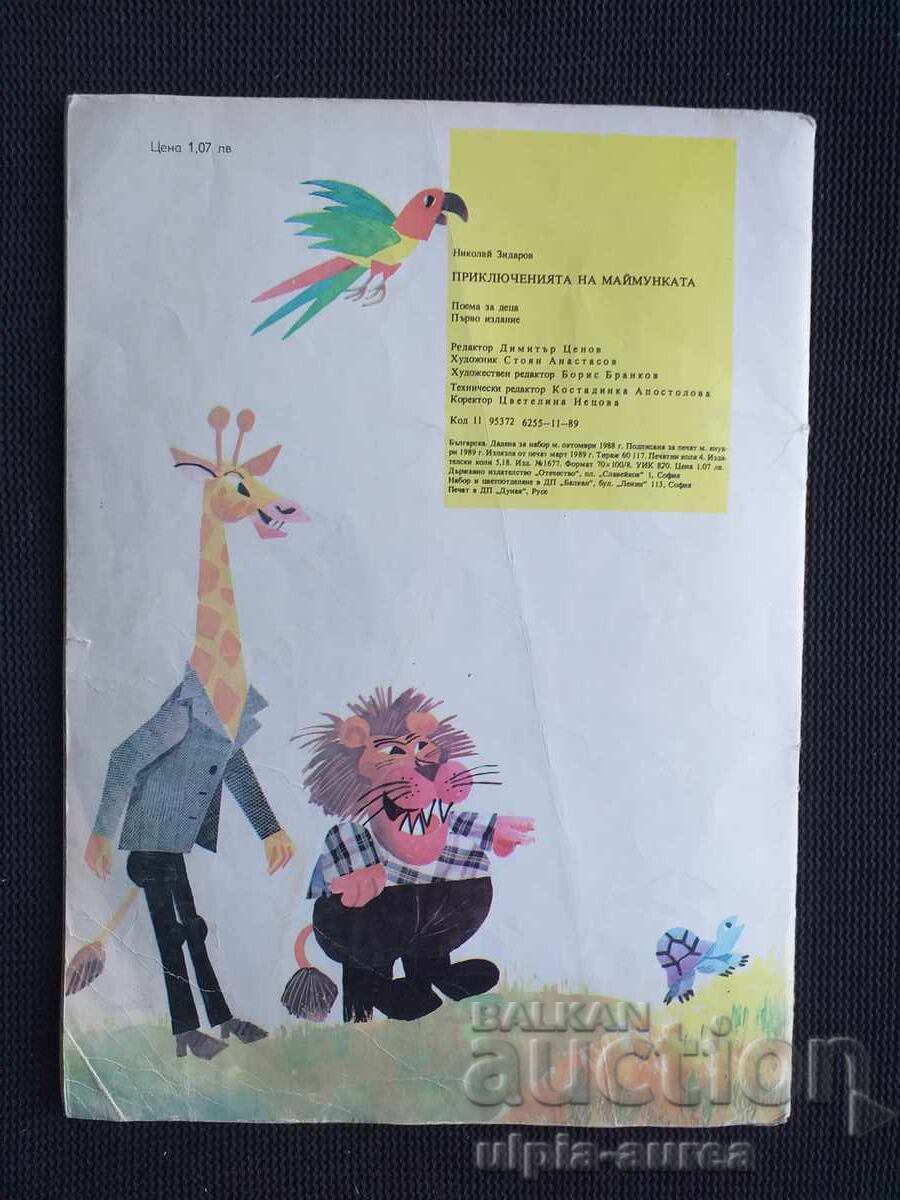 Цена 1,07 лв.
Николай Зидаров
ПРИКЛЮЧЕНИЯТА НА МАЙМУНКАТА
Поема за деца
Първо издание
Редактор Димитър Ценов
Художник Стоян Анастасов
Художествен редактор Борис Бранков
Технически редактор Костадинка Апостолова
Коректор Цветелина Нецова
Код 11 95372 6255—11—89
Българска. Дадена за набор м. октомври 1988 г. Подписана за печат м. януа-
ри 1989 г. Излязла от печат март 1989 г. Тираж 60 117. Печатни коли 4. Изда-
телски коли 5,18. Изд. №1677. Формат 70×100/8. УИК 820. Цена 1,07 лв.
Държавно издателство „Отечество", пл. „Славейков" 1, София
Набор и цветоотделяне в ДП „Балкан", бул. „Ленин" 113, София
Печат в ДП „Дунав", Русе
BALKAN
auction
ulpia-aurea